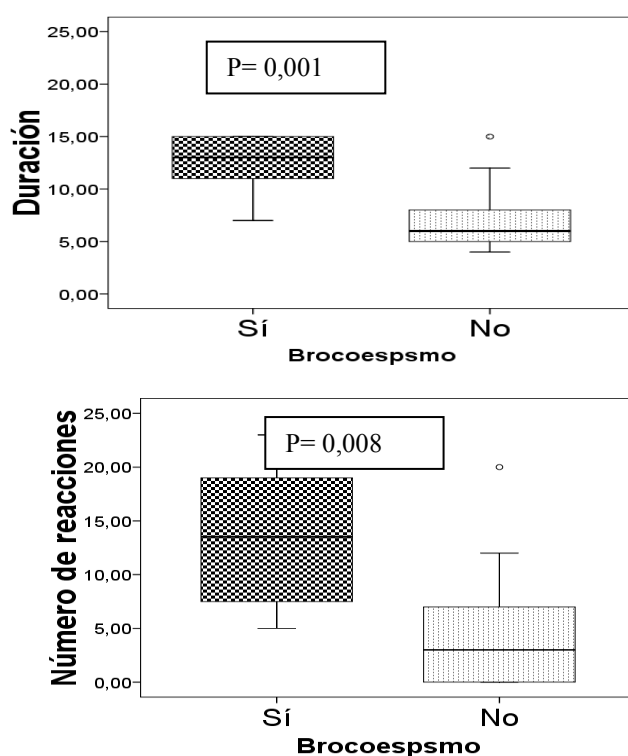 25,00
P= 0,001
20,00
15,00
10,00
5,00
0,00
Duración
Sí No
Brocoespsmo
25,00
P= 0,008
20,00
15,00
10,00
5,00
0,00
Número de reacciones
Sí No
Brocoespsmo